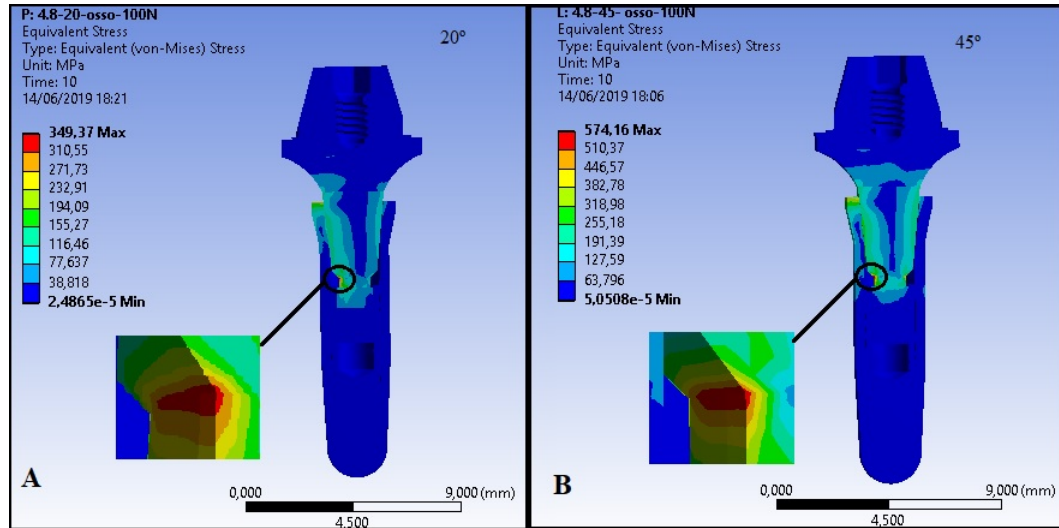 P: 4.8-20-osso-100N
Equivalent Stress
Type: Equivalent (von-Mises) Stress
Unit: MPa
Time: 10
14/06/2019 18:21
20º
349,37 Max
310,55
271,73
232,91
194,09
155,27
116,46
77,637
38,818
2,4865e-5 Min
A
0,000
9,000 (mm)
4,500
L: 4.8-45- osso-100N
Equivalent Stress
Type: Equivalent (von-Mises) Stress
Unit: MPa
Time: 10
14/06/2019 18:06
45º
574,16 Max
510,37
446,57
382,78
318,98
255,18
191,39
127,59
63,796
5,0508e-5 Min
B
0,000
9,000 (mm)
4,500